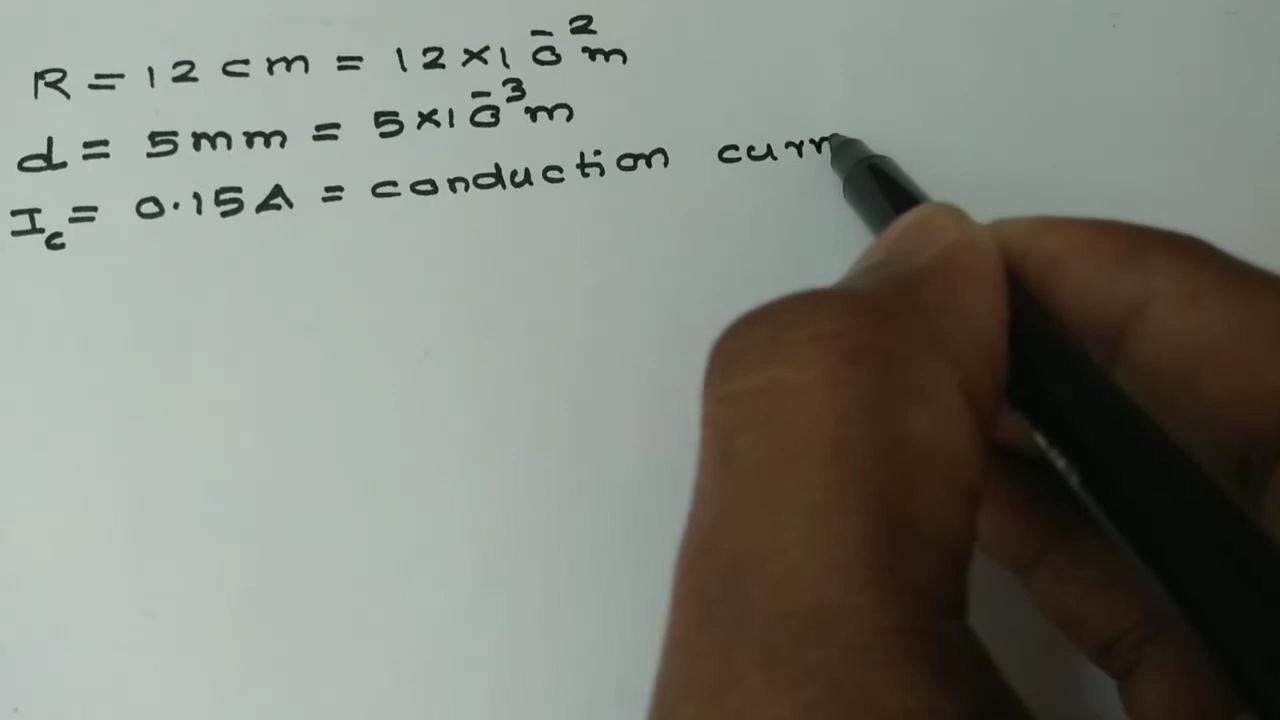 R = 12 cm = 12 × 10⁻² m
d = 5 mm = 5 × 10⁻³ m
I_c = 0.15 A = conduction curr